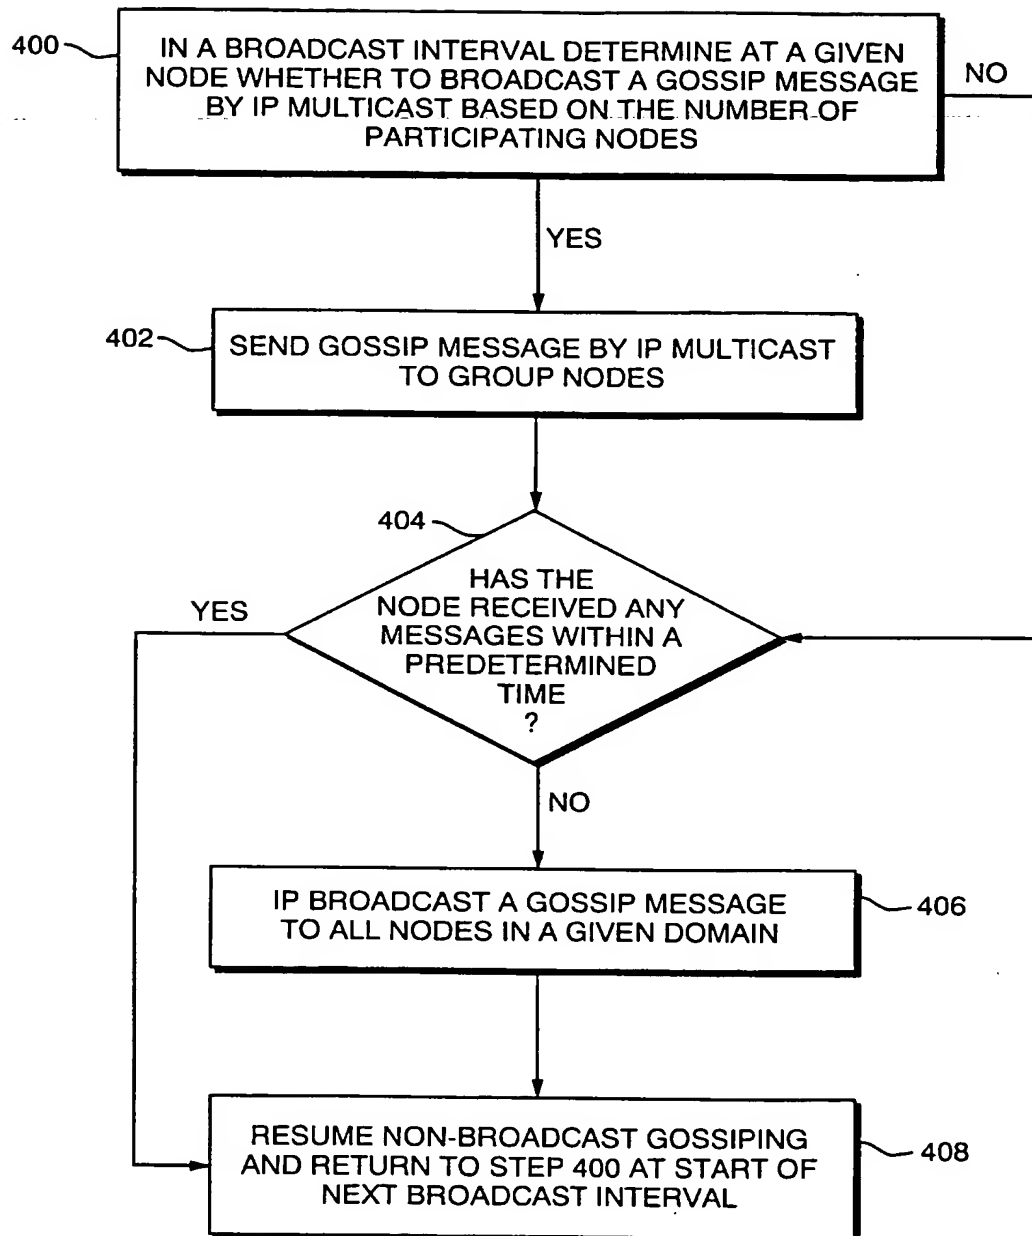 400
IN A BROADCAST INTERVAL DETERMINE AT A GIVEN
NODE WHETHER TO BROADCAST A GOSSIP MESSAGE
BY IP MULTICAST BASED ON THE NUMBER OF
PARTICIPATING NODES
NO
YES
402
SEND GOSSIP MESSAGE BY IP MULTICAST
TO GROUP NODES
404
HAS THE
NODE RECEIVED ANY
MESSAGES WITHIN A
PREDETERMINED
TIME
?
YES
NO
IP BROADCAST A GOSSIP MESSAGE
TO ALL NODES IN A GIVEN DOMAIN
406
RESUME NON-BROADCAST GOSSIPING
AND RETURN TO STEP 400 AT START OF
NEXT BROADCAST INTERVAL
408